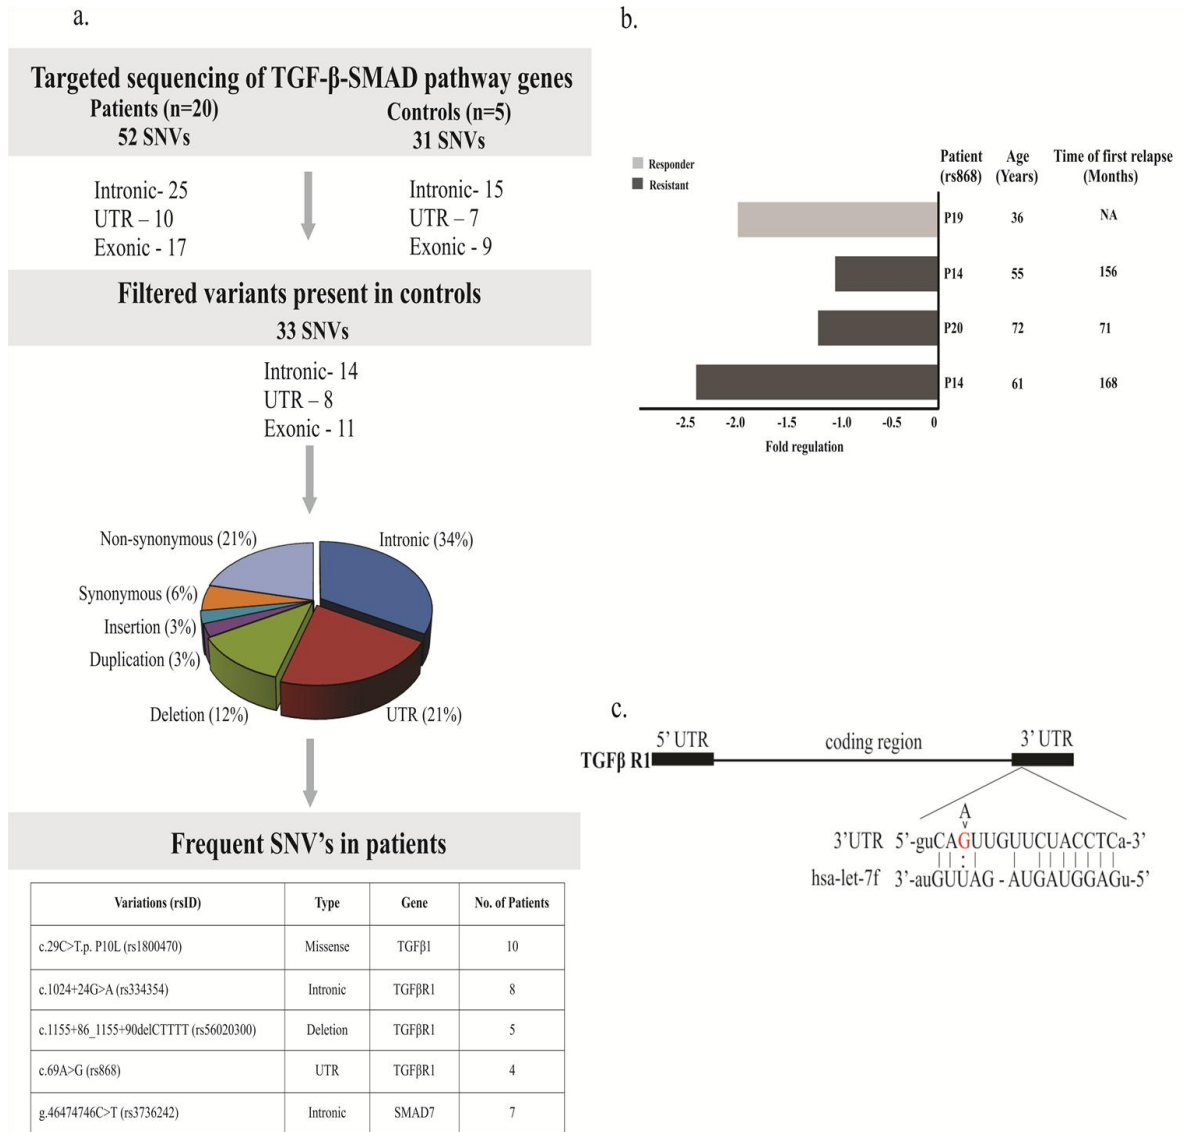 a.
Targeted sequencing of TGF-β-SMAD pathway genes
Patients (n=20) Controls (n=5)
52 SNVs 31 SNVs
Intronic- 25 Intronic- 15
UTR – 10 UTR – 7
Exonic - 17 Exonic - 9
Filtered variants present in controls
33 SNVs
Intronic- 14
UTR – 8
Exonic - 11
Non-synonymous (21%) Intronic (34%)
Synonymous (6%)
Insertion (3%)
Duplication (3%)
Deletion (12%) UTR (21%)
Frequent SNV's in patients
Variations (rsID) Type Gene No. of Patients
c.29C>T.p. P10L (rs1800470) Missense TGFβ1 10
c.1024+24G>A (rs334354) Intronic TGFβR1 8
c.1155+86_1155+90delCTTTT (rs56020300) Deletion TGFβR1 5
c.69A>G (rs868) UTR TGFβR1 4
g.46474746C>T (rs3736242) Intronic SMAD7 7
b.
Responder
Resistant
Patient Age Time of first relapse
(rs868) (Years) (Months)
P19 36 NA
P14 55 156
P20 72 71
P14 61 168
-2.5 -2.0 -1.5 -1.0 -0.5 0
Fold regulation
c.
5' UTR coding region 3' UTR
TGFβ R1
A
3'UTR 5'-guCAGUUGUUCUACCTCa-3'
hsa-let-7f 3'-auGUUAG - AUGAUGGAGu-5'